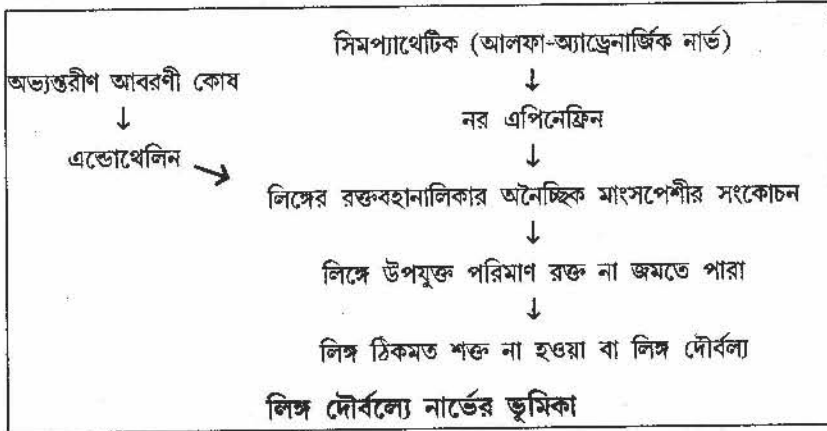 সিমপ্যাথেটিক (আলফা-অ্যাড্রেনার্জিক নার্ভ)
অভ্যন্তরীণ আবরণী কোষ
↓
↓
নর এপিনেফ্রিন
এন্ডোথেলিন
↓
লিঙ্গের রক্তবহানালিকার অনৈচ্ছিক মাংসপেশীর সংকোচন
↓
লিঙ্গে উপযুক্ত পরিমাণ রক্ত না জমতে পারা
↓
লিঙ্গ ঠিকমত শক্ত না হওয়া বা লিঙ্গ দৌর্বল্য
লিঙ্গ দৌর্বল্যে নার্ভের ভূমিকা